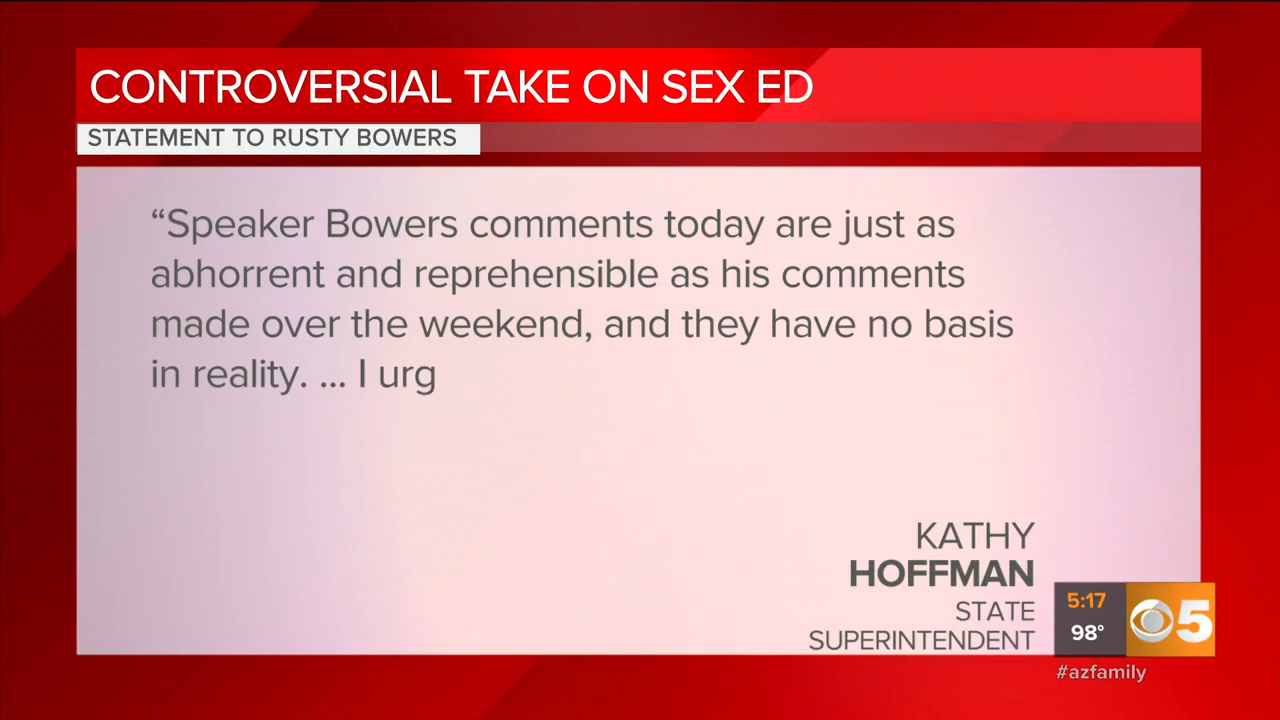 CONTROVERSIAL TAKE ON SEX ED
STATEMENT TO RUSTY BOWERS
“Speaker Bowers comments today are just as
abhorrent and reprehensible as his comments
made over the weekend, and they have no basis
in reality. ... I urg
KATHY
HOFFMAN
STATE
SUPERINTENDENT
5:17
98°
5
#azfamily